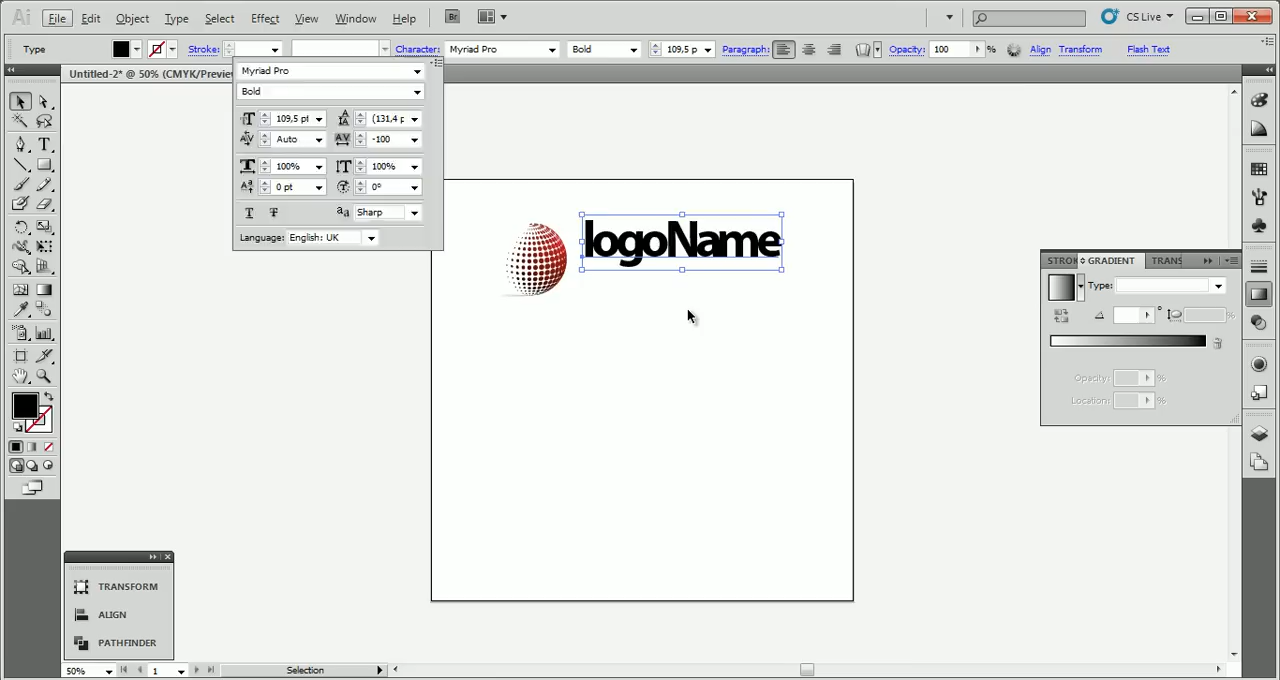 Ai File Edit Object Type Select Effect View Window Help Br CS Live
Type Stroke: Character: Myriad Pro Bold 109,5 p Paragraph: Opacity: 100 % Align Transform Flash Text
Untitled-2* @ 50% (CMYK/Preview
Myriad Pro
Bold
109,5 pt (131,4 p
Auto -100
100% 100%
0 pt 0°
T T aa Sharp
Language: English: UK
logoName
STROK GRADIENT TRANS
Type:
° %
Opacity: %
Location: %
TRANSFORM
ALIGN
PATHFINDER
50% 1 Selection